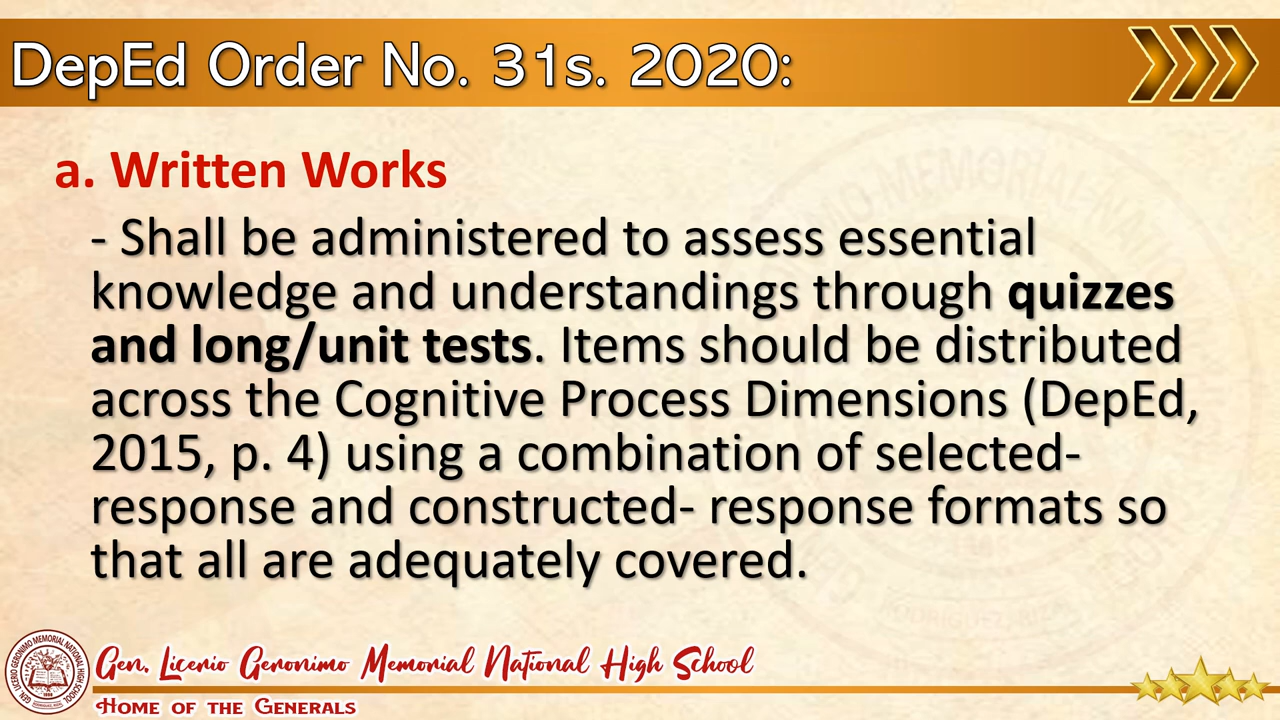 DepEd Order No. 31s. 2020:
a. Written Works
- Shall be administered to assess essential
knowledge and understandings through quizzes
and long/unit tests. Items should be distributed
across the Cognitive Process Dimensions (DepEd,
2015, p. 4) using a combination of selected-
response and constructed- response formats so
that all are adequately covered.
Gen. Licerio Geronimo Memorial National High School
Home of the Generals